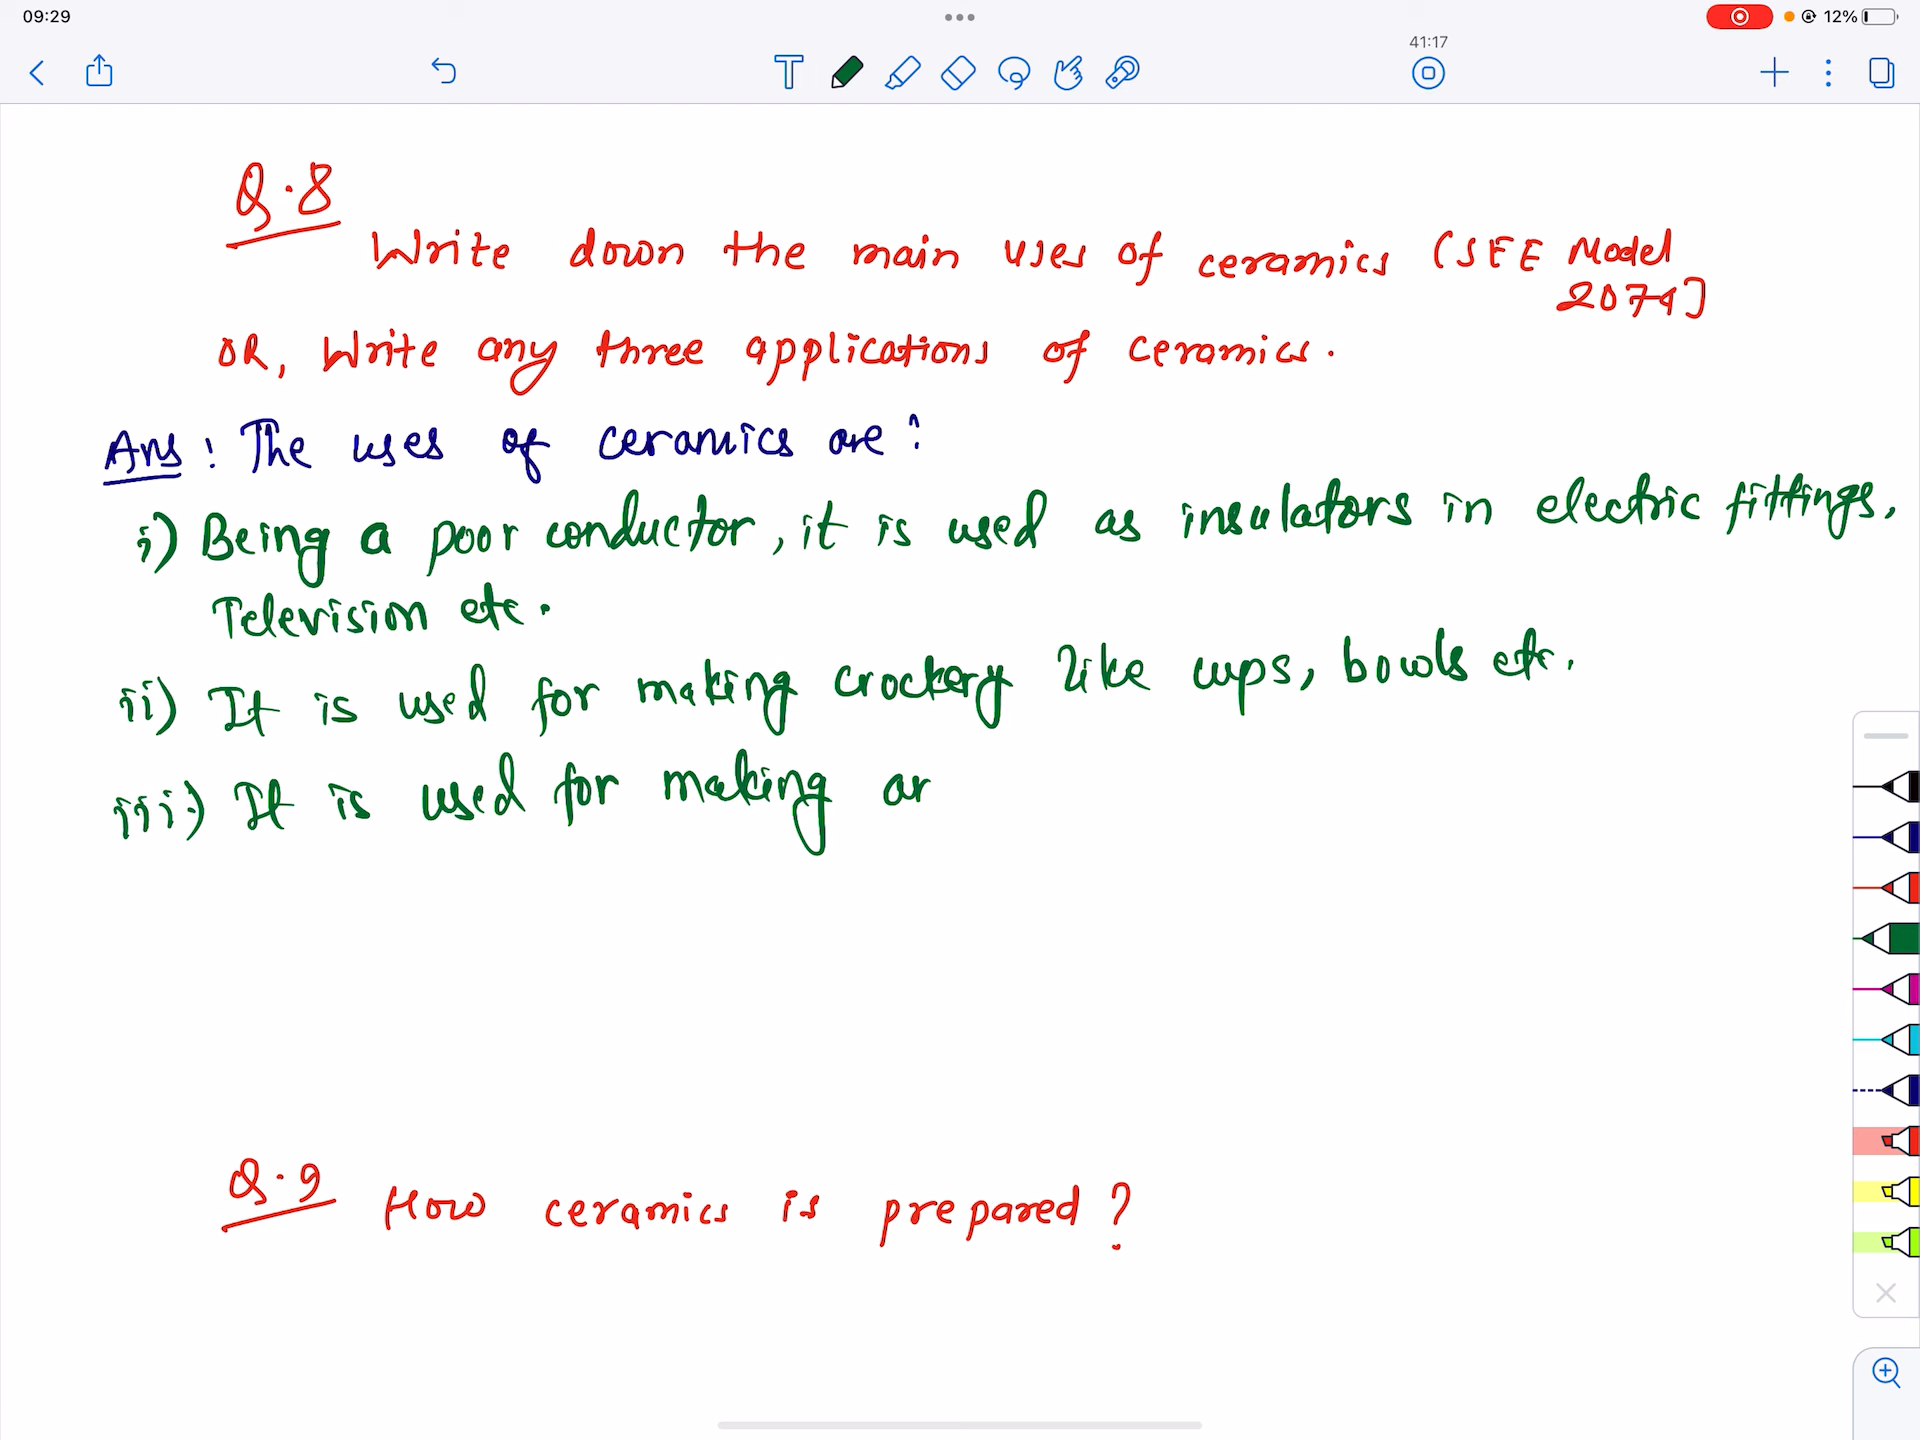 09:29
12%
41:17
Q.8
Write down the main uses of ceramics (SEE Model 2074]
OR, Write any three applications of ceramics.
Ans: The uses of ceramics are:
i) Being a poor conductor, it is used as insulators in electric fittings,
Television etc.
ii) It is used for making crockery like cups, bowls etc.
iii) It is used for making ar
Q.9 How ceramics is prepared?